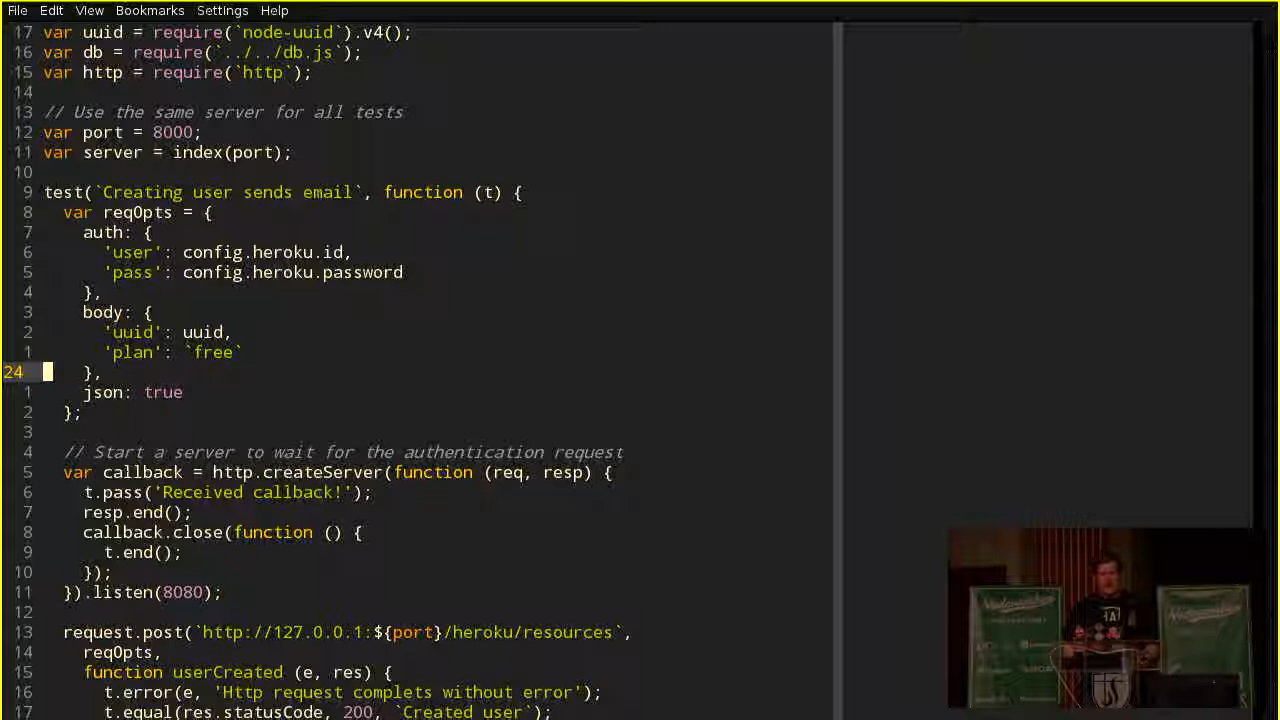 File Edit View Bookmarks Settings Help
17 var uuid = require(`node-uuid`).v4();
16 var db = require(`../../db.js`);
15 var http = require(`http`);
14
13 // Use the same server for all tests
12 var port = 8000;
11 var server = index(port);
10
9 test(`Creating user sends email`, function (t) {
8 var reqOpts = {
7 auth: {
6 'user': config.heroku.id,
5 'pass': config.heroku.password
4 },
3 body: {
2 'uuid': uuid,
1 'plan': `free`
24 },
1 json: true
2 };
3
4 // Start a server to wait for the authentication request
5 var callback = http.createServer(function (req, resp) {
6 t.pass('Received callback!');
7 resp.end();
8 callback.close(function () {
9 t.end();
10 });
11 }).listen(8080);
12
13 request.post(`http://127.0.0.1:${port}/heroku/resources`,
14 reqOpts,
15 function userCreated (e, res) {
16 t.error(e, 'Http request complets without error');
17 t.equal(res.statusCode, 200, `Created user`);